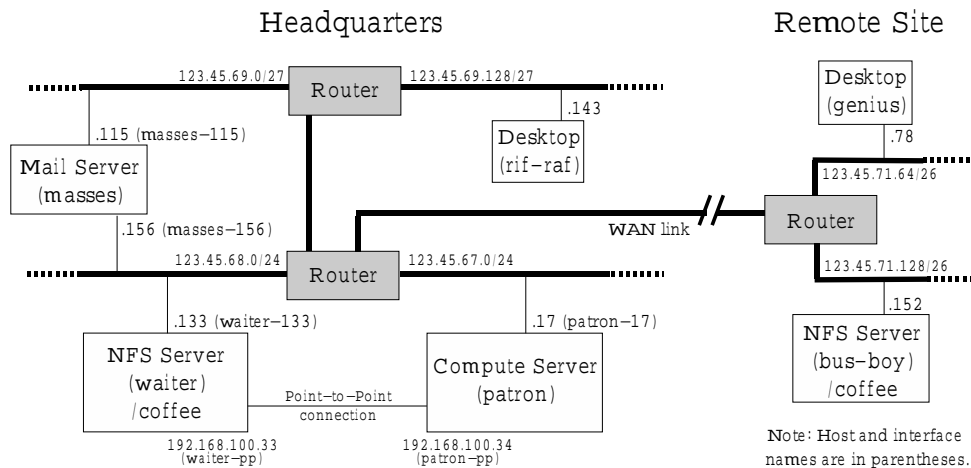 Headquarters
Remote Site
123.45.69.0/27
Router
123.45.69.128/27
.115 (masses-115)
Mail Server
(masses)
.143
Desktop
(rif-raf)
Desktop
(genius)
.78
123.45.71.64/26
.156 (masses-156)
WAN link
Router
123.45.68.0/24
Router
123.45.67.0/24
123.45.71.128/26
.133 (waiter-133)
NFS Server
(waiter)
/coffee
.17 (patron-17)
Compute Server
(patron)
Point-to-Point
connection
192.168.100.33
(waiter-pp)
192.168.100.34
(patron-pp)
.152
NFS Server
(bus-boy)
/coffee
Note: Host and interface
names are in parentheses.